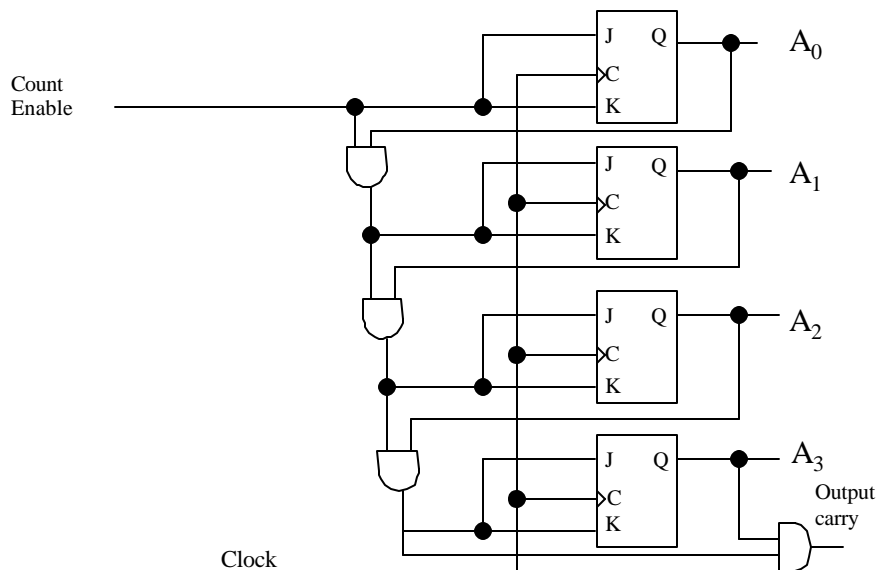 J Q A0
C
Count
Enable
K
J Q A1
C
K
J Q A2
C
K
J Q A3
C
K
Output
carry
Clock